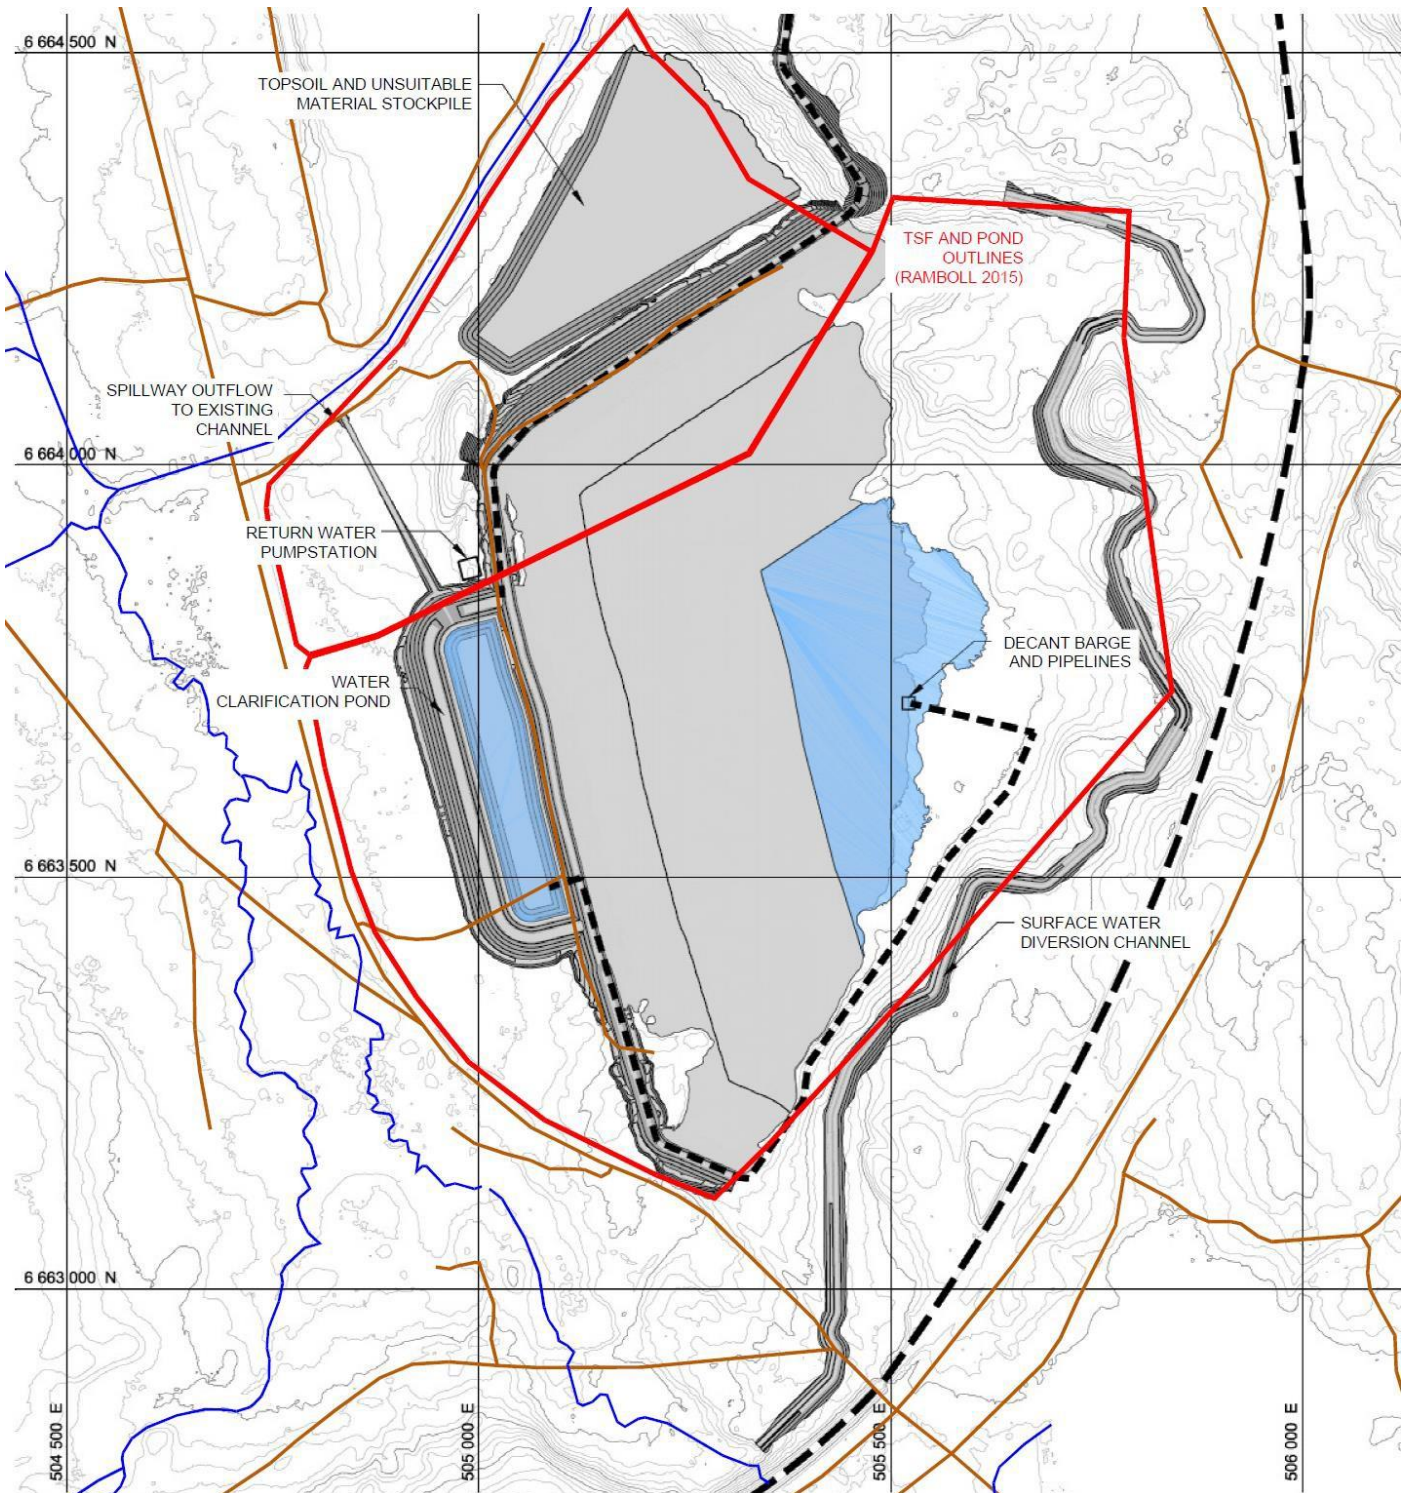 6 664 500 N
TOPSOIL AND UNSUITABLE
MATERIAL STOCKPILE
TSF AND POND
OUTLINES
(RAMBOLL 2015)
SPILLWAY OUTFLOW
TO EXISTING
CHANNEL
6 664 000 N
RETURN WATER
PUMPSTATION
DECANT BARGE
AND PIPELINES
WATER
CLARIFICATION POND
6 663 500 N
SURFACE WATER
DIVERSION CHANNEL
6 663 000 N
504 500 E
505 000 E
505 500 E
506 000 E